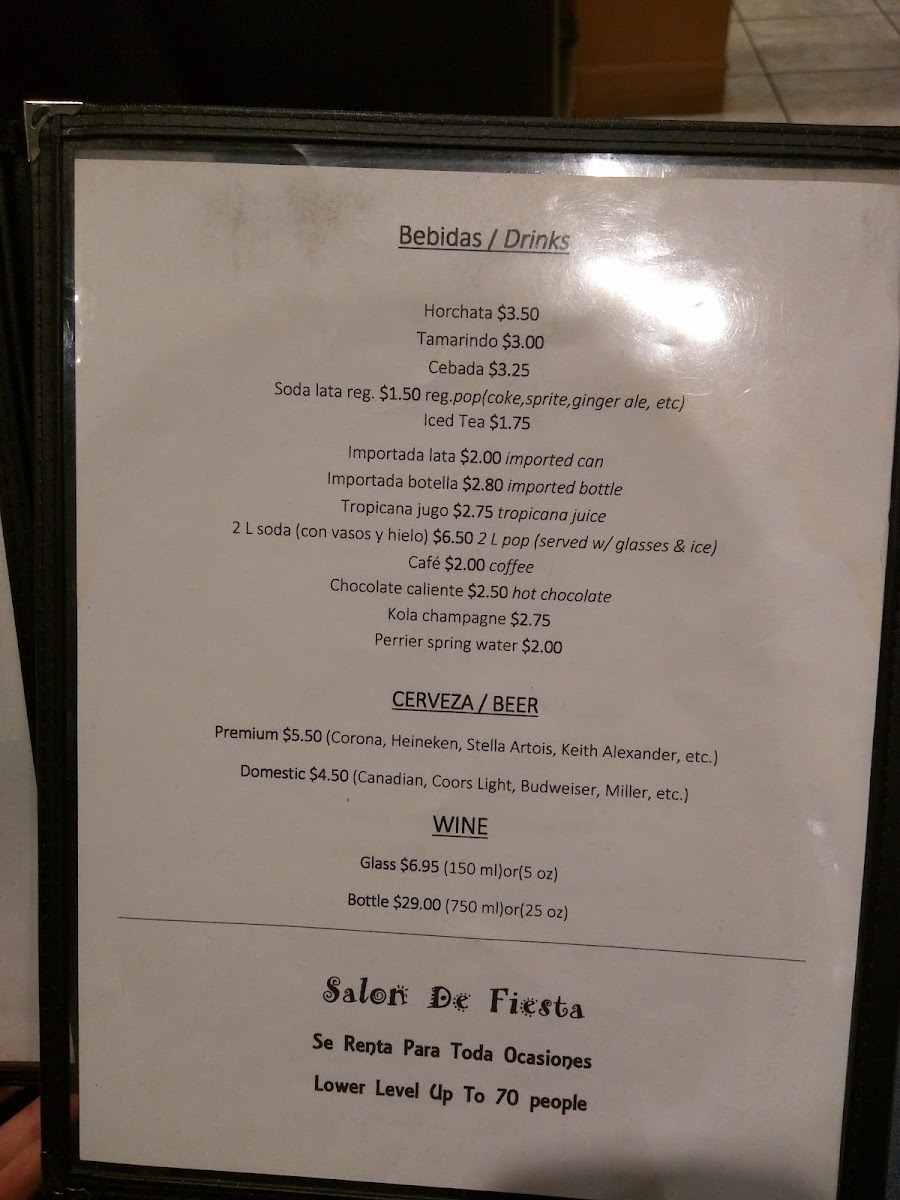 Bebidas / Drinks
Horchata $3.50
Tamarindo $3.00
Cebada $3.25
Soda lata reg. $1.50 reg.pop(coke,sprite,ginger ale, etc)
Iced Tea $1.75
Importada lata $2.00 imported can
Importada botella $2.80 imported bottle
Tropicana jugo $2.75 tropicana juice
2 L soda (con vasos y hielo) $6.50 2 L pop (served w/ glasses & ice)
Café $2.00 coffee
Chocolate caliente $2.50 hot chocolate
Kola champagne $2.75
Perrier spring water $2.00
CERVEZA / BEER
Premium $5.50 (Corona, Heineken, Stella Artois, Keith Alexander, etc.)
Domestic $4.50 (Canadian, Coors Light, Budweiser, Miller, etc.)
WINE
Glass $6.95 (150 ml)or(5 oz)
Bottle $29.00 (750 ml)or(25 oz)
Salon De Fiesta
Se Renta Para Toda Ocasiones
Lower Level Up To 70 people